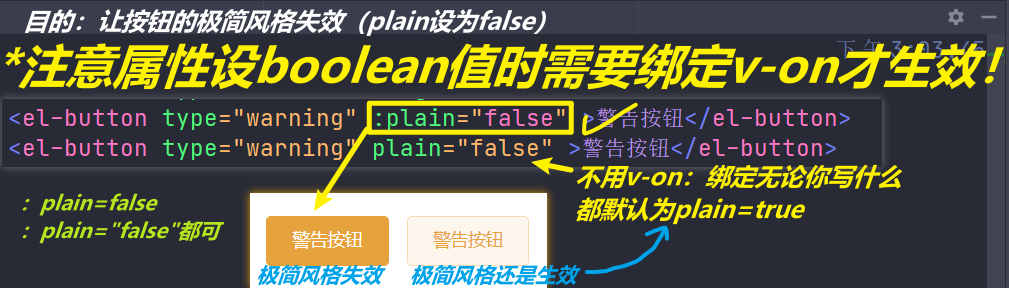 目的：让按钮的极简风格失效（plain设为false）
*注意属性设boolean值时需要绑定v-on才生效！
<el-button type="warning" :plain="false" >警告按钮</el-button>
<el-button type="warning" plain="false" >警告按钮</el-button>
不用v-on：绑定无论你写什么
都默认为plain=true
：plain=false
：plain="false"都可
警告按钮
警告按钮
极简风格失效
极简风格还是生效